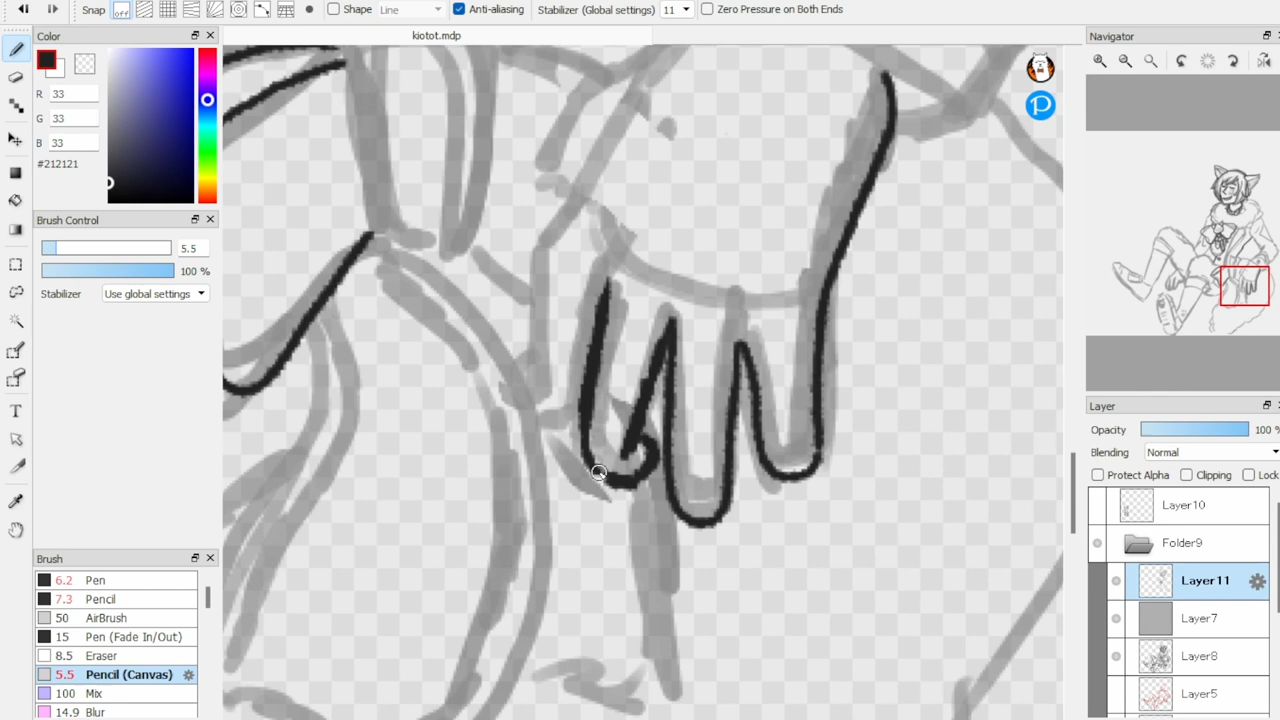 Snap
off
Shape
Line
Anti-aliasing
Stabilizer (Global settings)
11
Zero Pressure on Both Ends
Color
R 33
G 33
B 33
#212121
Brush Control
5.5
100 %
Stabilizer
Use global settings
Brush
6.2 Pen
7.3 Pencil
50 AirBrush
15 Pen (Fade In/Out)
8.5 Eraser
5.5 Pencil (Canvas)
100 Mix
14.9 Blur
kiotot.mdp
Navigator
Layer
Opacity
100 %
Blending
Normal
Protect Alpha
Clipping
Lock
Layer10
Folder9
Layer11
Layer7
Layer8
Layer5